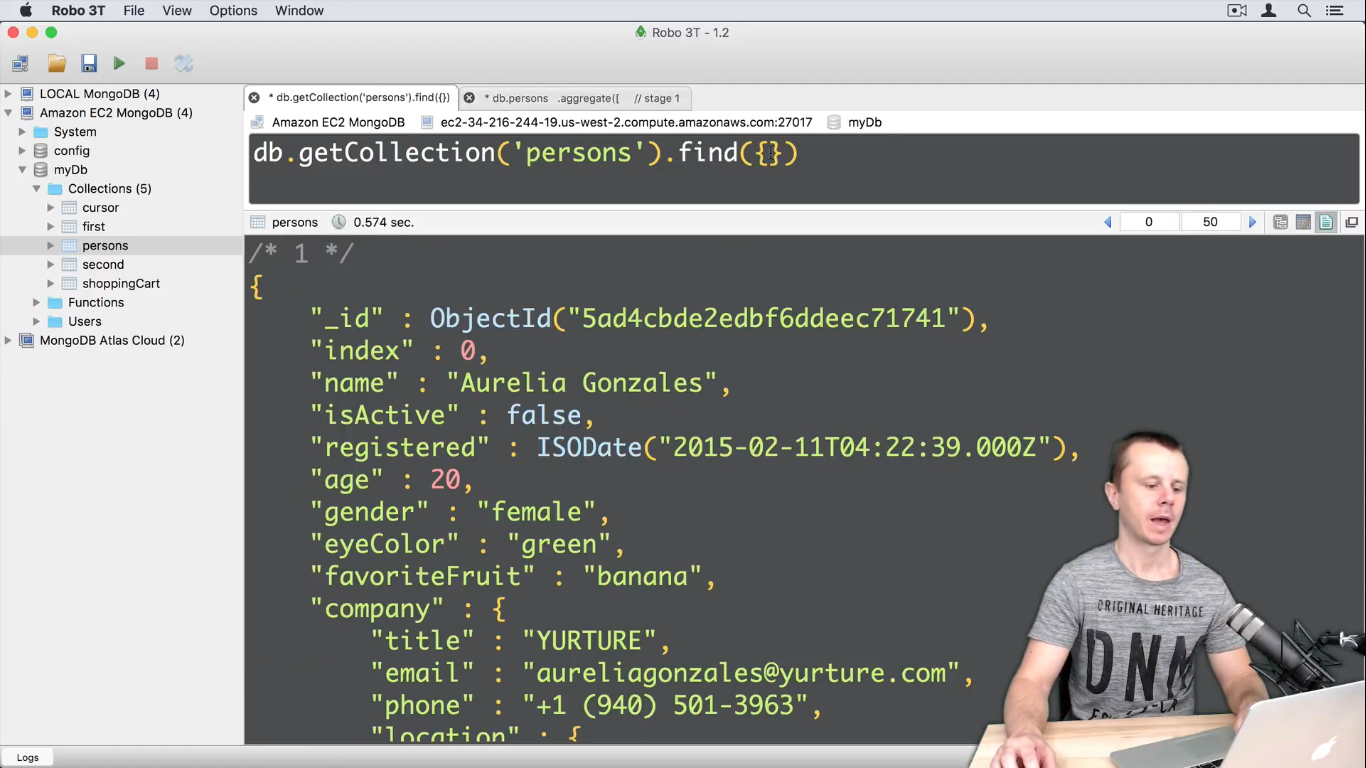 Robo 3T File View Options Window
Robo 3T - 1.2
LOCAL MongoDB (4)
Amazon EC2 MongoDB (4)
System
config
myDb
Collections (5)
cursor
first
persons
second
shoppingCart
Functions
Users
MongoDB Atlas Cloud (2)
* db.getCollection('persons').find({}) * db.persons .aggregate([ // stage 1
Amazon EC2 MongoDB ec2-34-216-244-19.us-west-2.compute.amazonaws.com:27017 myDb
db.getCollection('persons').find({})
persons 0.574 sec. 0 50
/* 1 */
{
"_id" : ObjectId("5ad4cbde2edbf6ddeec71741"),
"index" : 0,
"name" : "Aurelia Gonzales",
"isActive" : false,
"registered" : ISODate("2015-02-11T04:22:39.000Z"),
"age" : 20,
"gender" : "female",
"eyeColor" : "green",
"favoriteFruit" : "banana",
"company" : {
"title" : "YURTURE",
"email" : "aureliagonzales@yurture.com",
"phone" : "+1 (940) 501-3963",
"location" : {
ORIGINAL HERITAGE
DNM
Logs